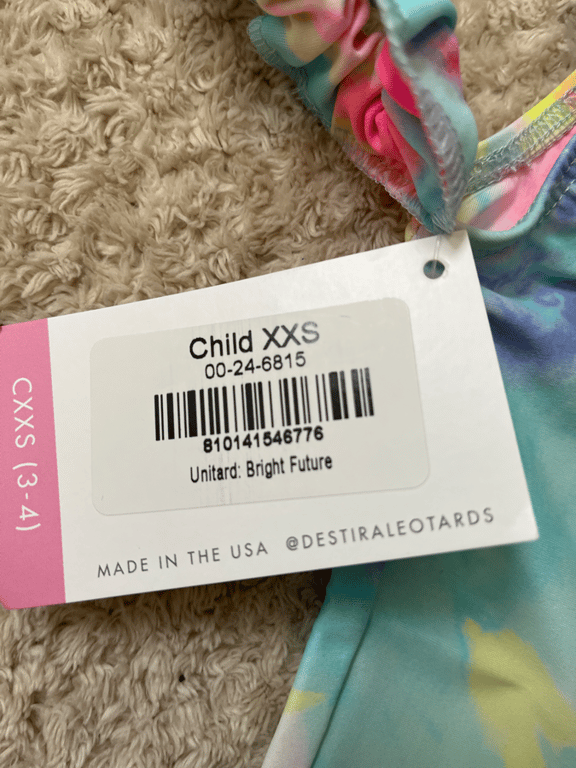 Child XXS
00-24-6815
810141546776
Unitard: Bright Future
MADE IN THE USA @DESTIRALEOTARDS
CXXS (3-4)